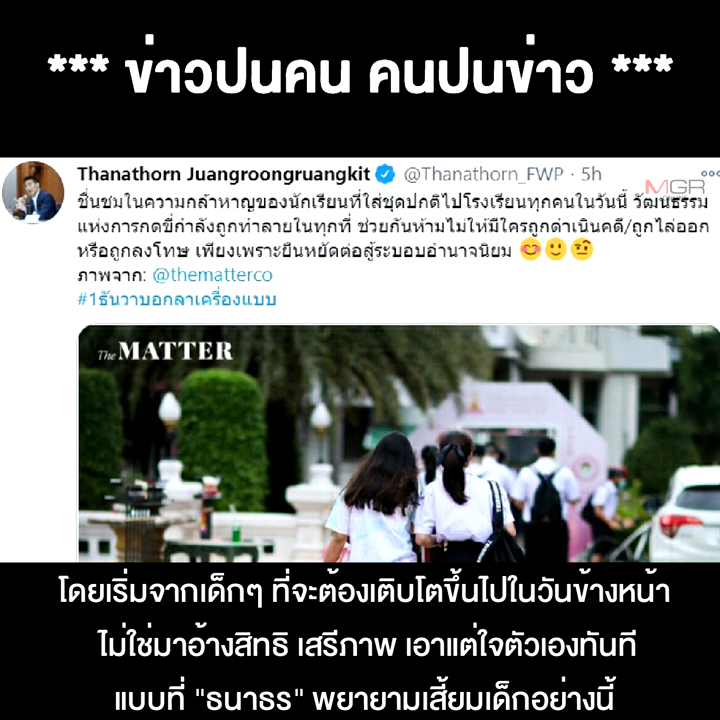 *** ข่าวปนคน คนปนข่าว ***
Thanathorn Juangroongruangkit @Thanathorn_FWP · 5h
MGR
ชื่นชมในความกล้าหาญของนักเรียนที่ใส่ชุดปกติไปโรงเรียนทุกคนในวันนี้ วัฒนธรรม
แห่งการกดขี่กำลังถูกท้าลายในทุกที่ ช่วยกันห้ามไม่ให้มีใครถูกดำเนินคดี/ถูกไล่ออก
หรือถูกลงโทษ เพียงเพราะยืนหยัดต่อสู้ระบอบอำนาจนิยม 😊🙂🤨
ภาพจาก: @thematterco
#1ธันวาบอกลาเครื่องแบบ
The MATTER
โดยเริ่มจากเด็กๆ ที่จะต้องเติบโตขึ้นไปในวันข้างหน้า
ไม่ใช่มาอ้างสิทธิ เสรีภาพ เอาแต่ใจตัวเองทันที
แบบที่ "ธนาธร" พยายามเสี้ยมเด็กอย่างนี้